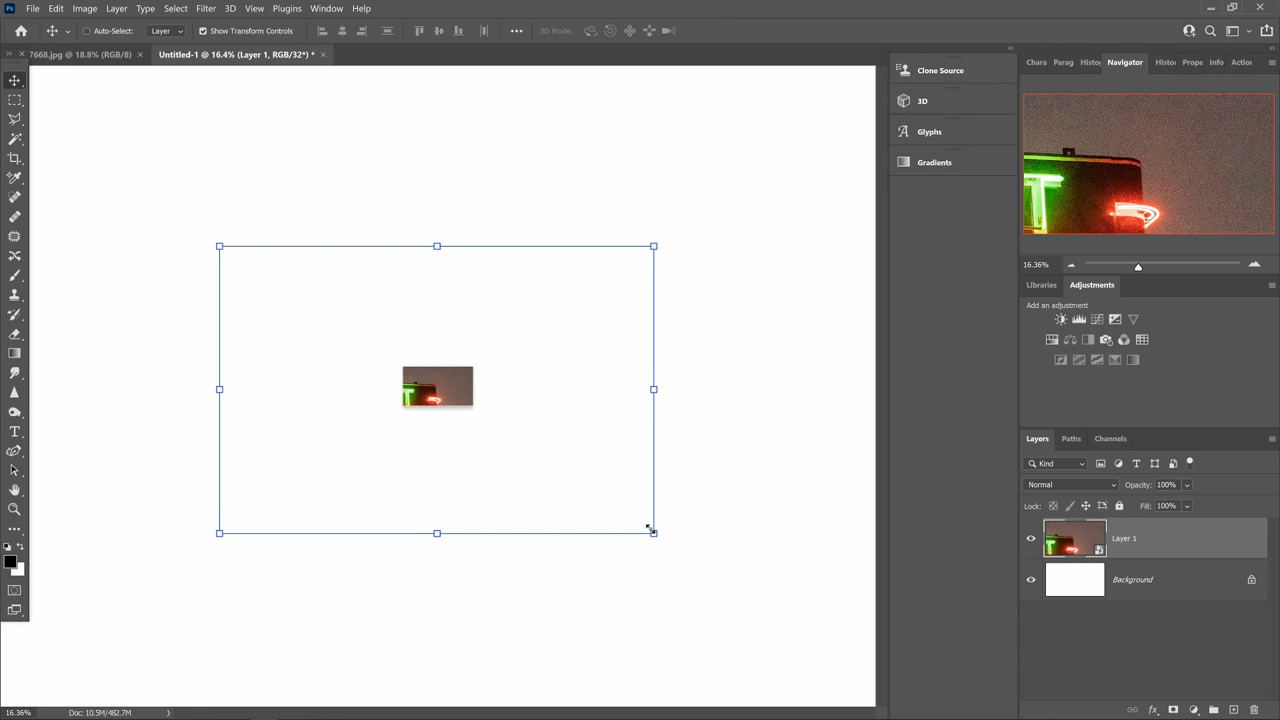 Ps File Edit Image Layer Type Select Filter 3D View Plugins Window Help
Auto-Select: Layer Show Transform Controls 3D Mode:
7668.jpg @ 18.8% (RGB/8) Untitled-1 @ 16.4% (Layer 1, RGB/32*) *
Clone Source
3D
Glyphs
Gradients
Chara Parag Histog Navigator Histor Prope Info Action
16.36%
Libraries Adjustments
Add an adjustment
Layers Paths Channels
Kind
Normal Opacity: 100%
Lock: Fill: 100%
Layer 1
Background
16.36% Doc: 10.5M/482.7M